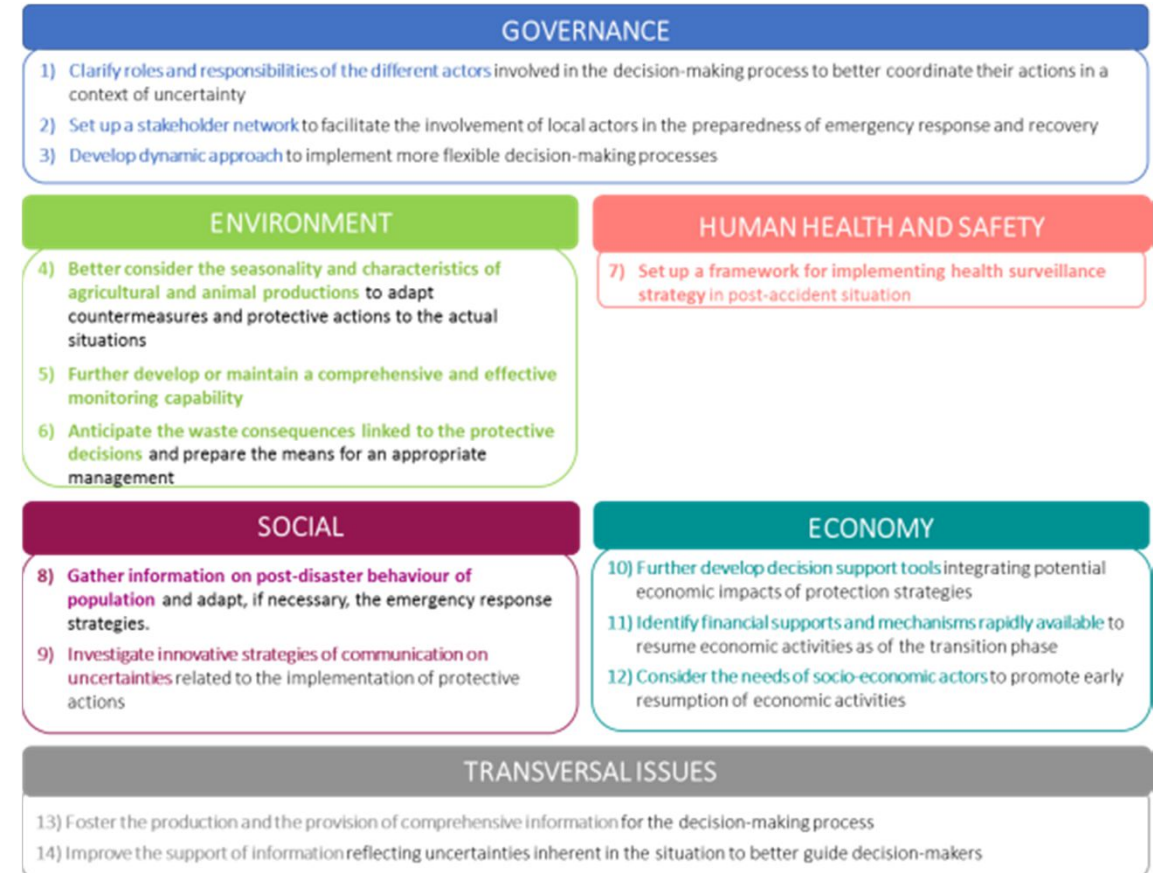 GOVERNANCE
1) Clarify roles and responsibilities of the different actors involved in the decision-making process to better coordinate their actions in a
context of uncertainty
2) Set up a stakeholder network to facilitate the involvement of local actors in the preparedness of emergency response and recovery
3) Develop dynamic approach to implement more flexible decision-making processes
ENVIRONMENT
4) Better consider the seasonality and characteristics of
agricultural and animal productions to adapt
countermeasures and protective actions to the actual
situations
5) Further develop or maintain a comprehensive and effective
monitoring capability
6) Anticipate the waste consequences linked to the protective
decisions and prepare the means for an appropriate
management
HUMAN HEALTH AND SAFETY
7) Set up a framework for implementing health surveillance
strategy in post-accident situation
SOCIAL
8) Gather information on post-disaster behaviour of
population and adapt, if necessary, the emergency response
strategies.
9) Investigate innovative strategies of communication on
uncertainties related to the implementation of protective
actions
ECONOMY
10) Further develop decision support tools integrating potential
economic impacts of protection strategies
11) Identify financial supports and mechanisms rapidly available to
resume economic activities as of the transition phase
12) Consider the needs of socio-economic actors to promote early
resumption of economic activities
TRANSVERSAL ISSUES
13) Foster the production and the provision of comprehensive information for the decision-making process
14) Improve the support of information reflecting uncertainties inherent in the situation to better guide decision-makers